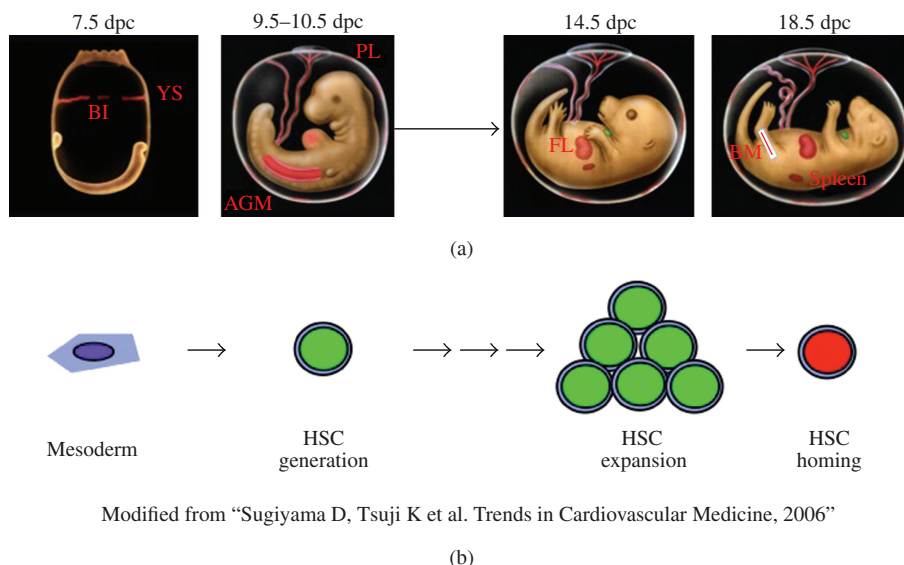 7.5 dpc
9.5–10.5 dpc
14.5 dpc
18.5 dpc
BI
YS
PL
AGM
FL
BM
Spleen
(a)
Mesoderm
HSC
generation
HSC
expansion
HSC
homing
Modified from “Sugiyama D, Tsuji K et al. Trends in Cardiovascular Medicine, 2006”
(b)